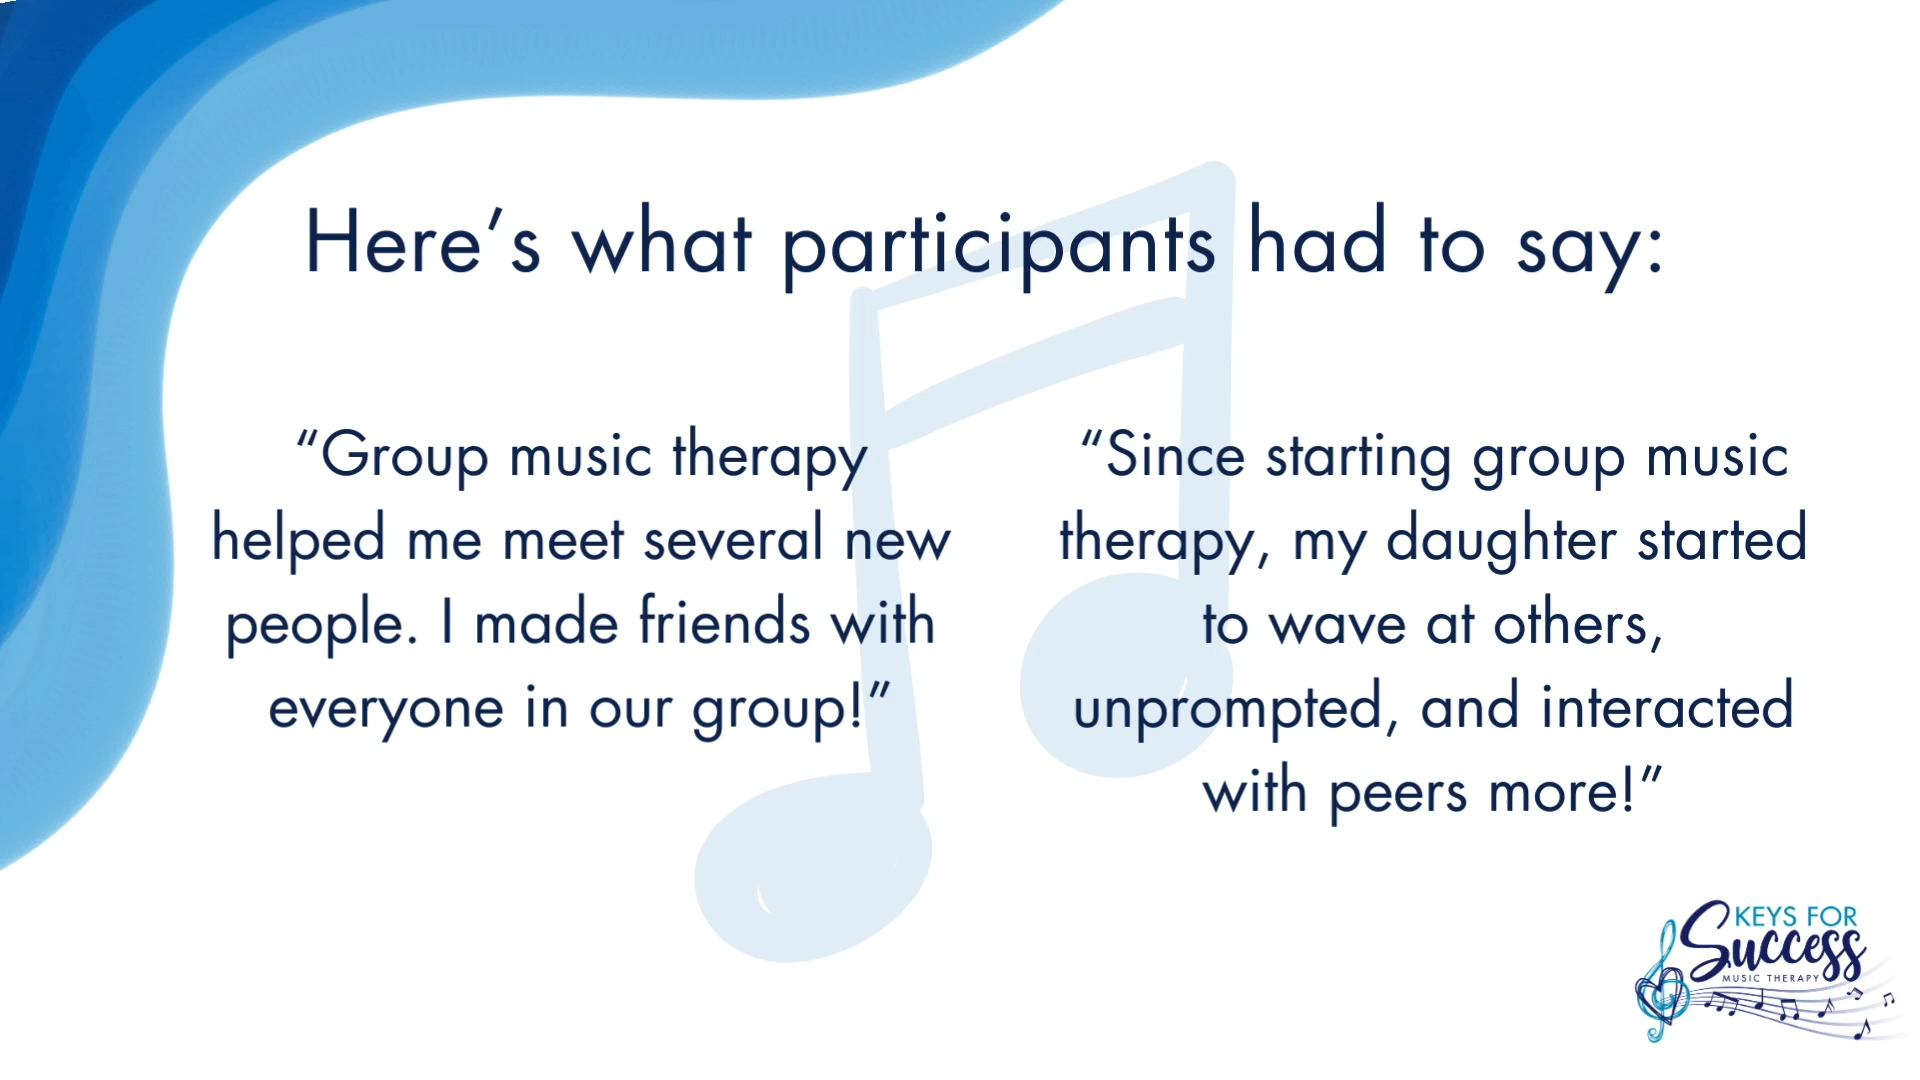 Here’s what participants had to say:
“Group music therapy
helped me meet several new
people. I made friends with
everyone in our group!”
“Since starting group music
therapy, my daughter started
to wave at others,
unprompted, and interacted
with peers more!”
KEYS FOR
Success
MUSIC THERAPY